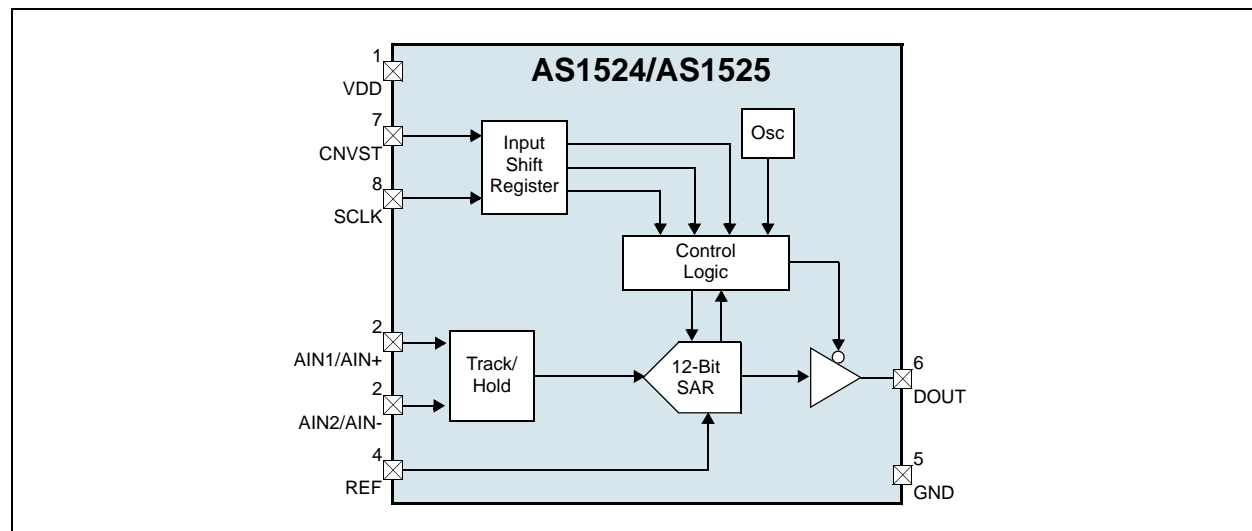 AS1524/AS1525
1
VDD
7
CNVST
8
SCLK
Input
Shift
Register
Osc
Control
Logic
2
AIN1/AIN+
2
AIN2/AIN-
Track/
Hold
12-Bit
SAR
6
DOUT
4
REF
5
GND